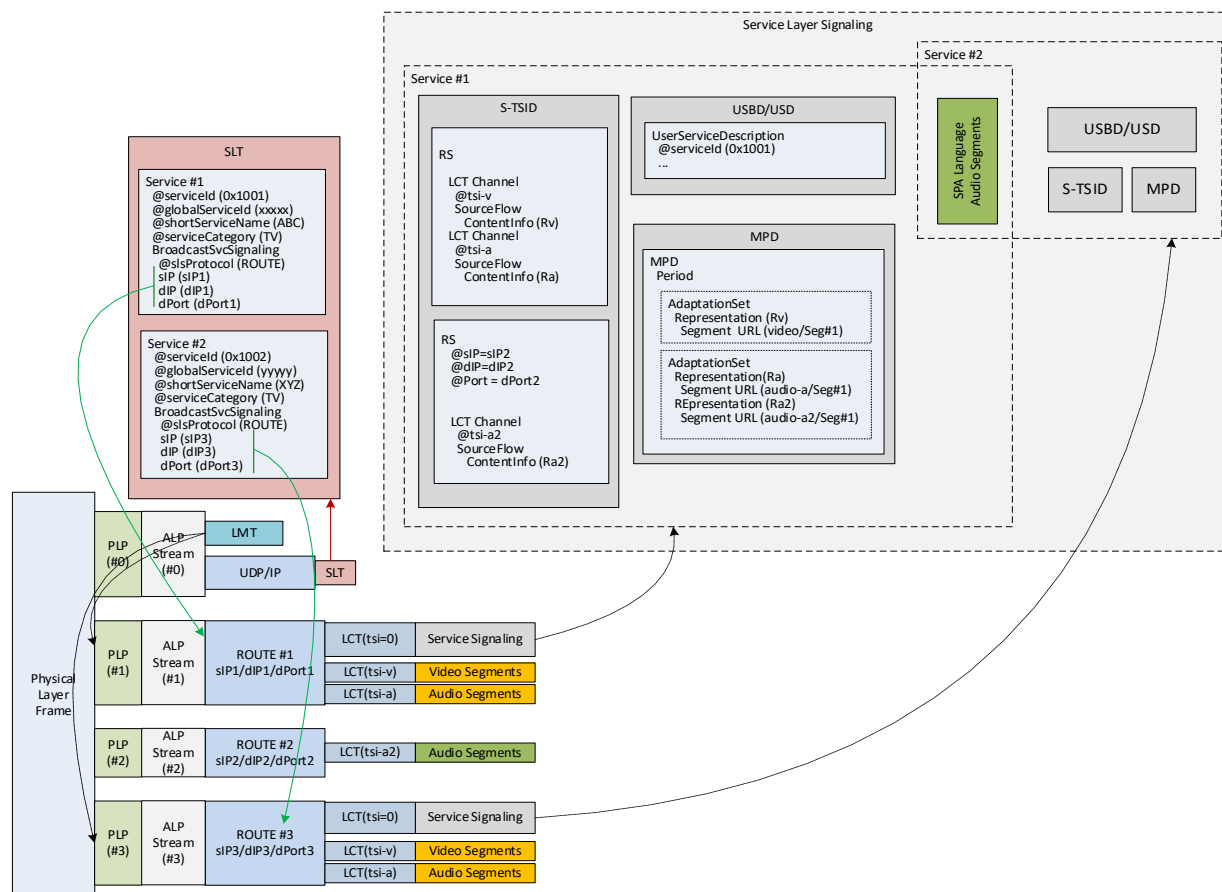 Service Layer Signaling
Service #1
S-TSID
RS
LCT Channel
@tsi-v
SourceFlow
ContentInfo (Rv)
LCT Channel
@tsi-a
SourceFlow
ContentInfo (Ra)
RS
@sIP=sIP2
@dIP=dIP2
@Port = dPort2
LCT Channel
@tsi-a2
SourceFlow
ContentInfo (Ra2)
USBD/USD
UserServiceDescription
@serviceId (0x1001)
...
MPD
MPD
Period
AdaptationSet
Representation (Rv)
Segment URL (video/Seg#1)
AdaptationSet
Representation(Ra)
Segment URL (audio-a/Seg#1)
REpresentation (Ra2)
Segment URL (audio-a2/Seg#1)
Service #2
SPA Language
Audio Segments
USBD/USD
S-TSID
MPD
SLT
Service #1
@serviceId (0x1001)
@globalServiceId (xxxxx)
@shortServiceName (ABC)
@serviceCategory (TV)
BroadcastSvcSignaling
@slsProtocol (ROUTE)
sIP (sIP1)
dIP (dIP1)
dPort (dPort1)
Service #2
@serviceId (0x1002)
@globalServiceId (yyyyy)
@shortServiceName (XYZ)
@serviceCategory (TV)
BroadcastSvcSignaling
@slsProtocol (ROUTE)
sIP (sIP3)
dIP (dIP3)
dPort (dPort3)
Physical
Layer
Frame
PLP
(#0)
ALP
Stream
(#0)
LMT
UDP/IP
SLT
PLP
(#1)
ALP
Stream
(#1)
ROUTE #1
sIP1/dIP1/dPort1
LCT(tsi=0)
Service Signaling
LCT(tsi-v)
Video Segments
LCT(tsi-a)
Audio Segments
PLP
(#2)
ALP
Stream
(#2)
ROUTE #2
sIP2/dIP2/dPort2
LCT(tsi-a2)
Audio Segments
PLP
(#3)
ALP
Stream
(#3)
ROUTE #3
sIP3/dIP3/dPort3
LCT(tsi=0)
Service Signaling
LCT(tsi-v)
Video Segments
LCT(tsi-a)
Audio Segments